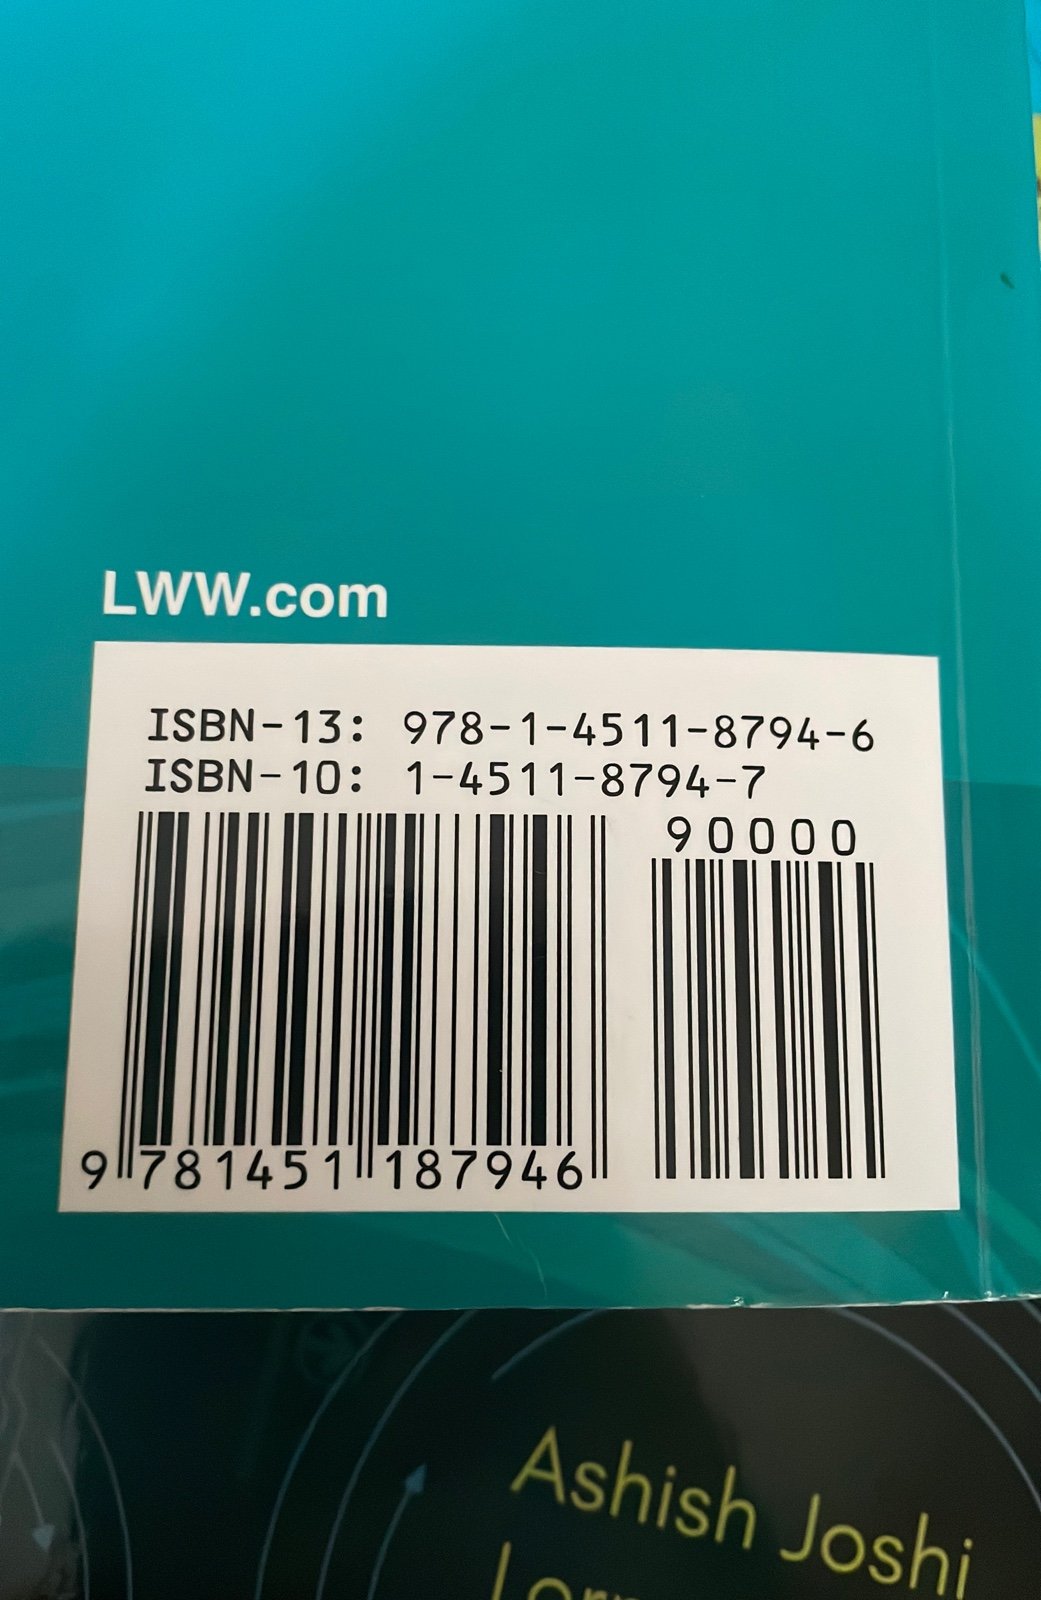 LWW.com
ISBN-13: 978-1-4511-8794-6
ISBN-10: 1-4511-8794-7
90000
9 781451 187946
Ashish Joshi